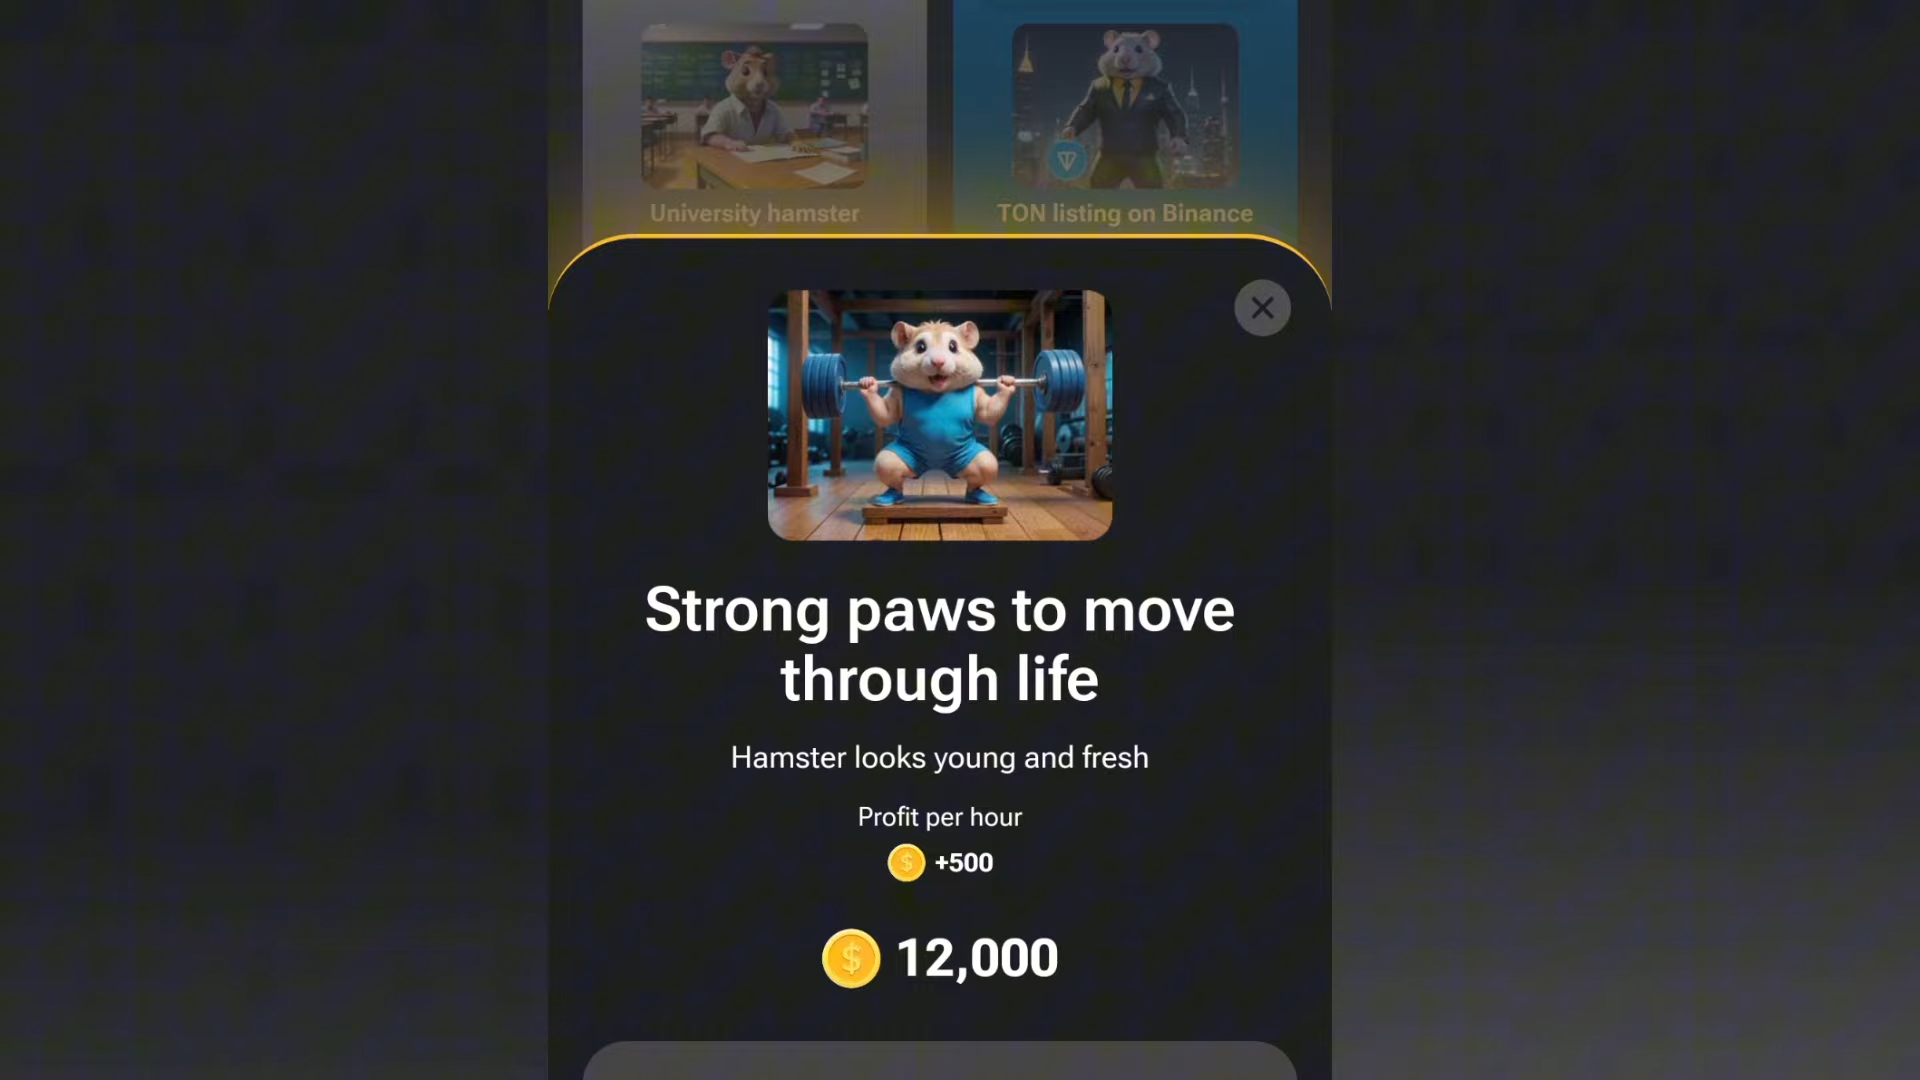 University hamster
TON listing on Binance
Strong paws to move
through life
Hamster looks young and fresh
Profit per hour
+500
12,000